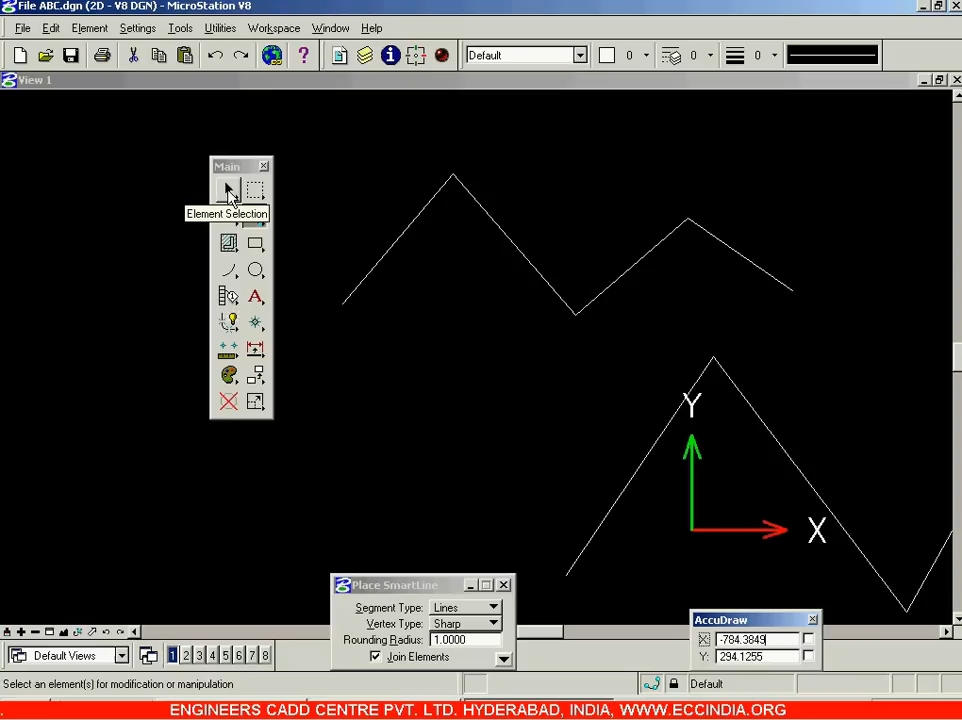 File ABC.dgn (2D - V8 DGN) - MicroStation V8
File Edit Element Settings Tools Utilities Workspace Window Help
Default 0 0 0
View 1
Main
Element Selection
Y
X
Place SmartLine
Segment Type: Lines
Vertex Type: Sharp
Rounding Radius: 1.0000
Join Elements
AccuDraw
X: -784.3849
Y: 294.1255
Default Views 1 2 3 4 5 6 7 8
Select an element(s) for modification or manipulation
Default
ENGINEERS CADD CENTRE PVT. LTD. HYDERABAD, INDIA, WWW.ECCINDIA.ORG